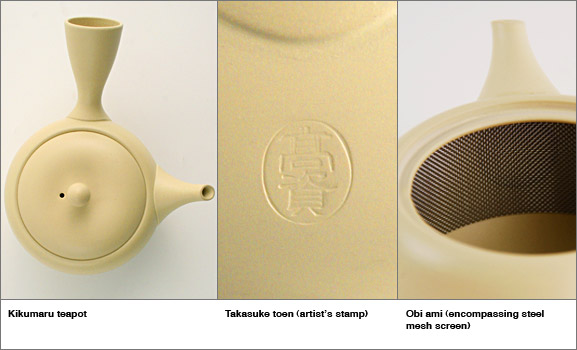 Kikumaru teapot
Takasuke toen (artist's stamp)
Obi ami (encompassing steel
mesh screen)